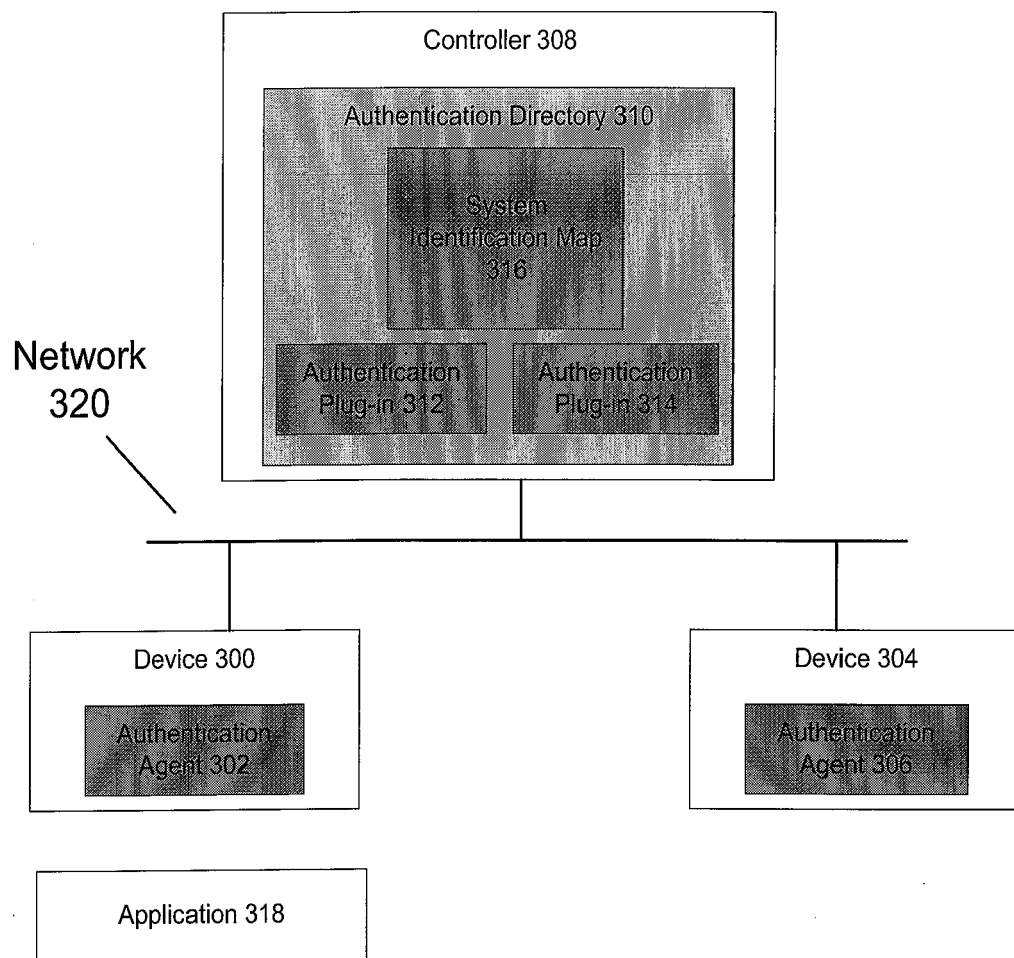 Controller 308
Authentication Directory 310
System
Identification Map
316
Network
320
Authentication
Plug-in 312
Authentication
Plug-in 314
Device 300
Authentication
Agent 302
Device 304
Authentication
Agent 306
Application 318